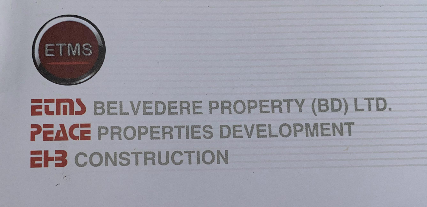 ETMS
ETMS BELVEDERE PROPERTY (BD) LTD.
PEACE PROPERTIES DEVELOPMENT
EHB CONSTRUCTION